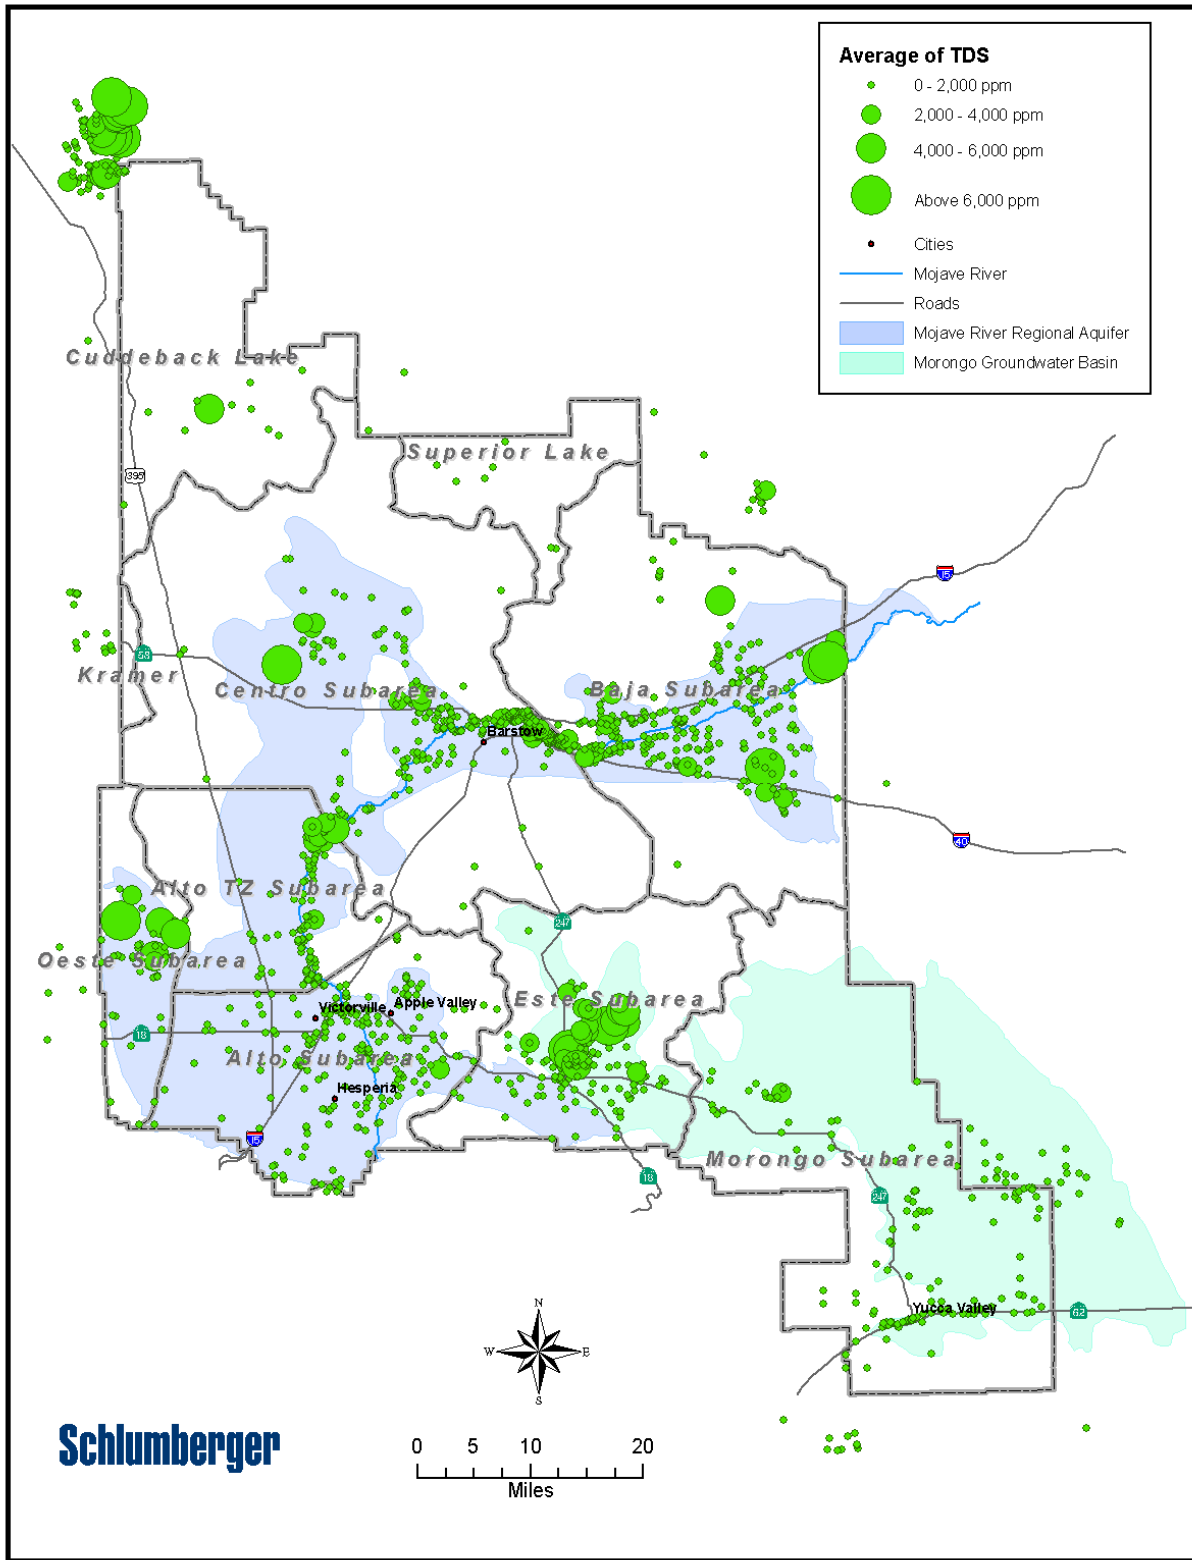 Average of TDS
0 - 2,000 ppm
2,000 - 4,000 ppm
4,000 - 6,000 ppm
Above 6,000 ppm
Cities
Mojave River
Roads
Mojave River Regional Aquifer
Morongo Groundwater Basin
Cuddeback Lake
Superior Lake
395
15
58
Kramer
Centro Subarea
Baja Subarea
Barstow
40
Alto TZ Subarea
247
Oeste Subarea
Este Subarea
Victorville
Apple Valley
18
Alto Subarea
Hesperia
15
Morongo Subarea
18
247
Yucca Valley
62
N
W
E
S
Schlumberger
0 5 10 20
Miles